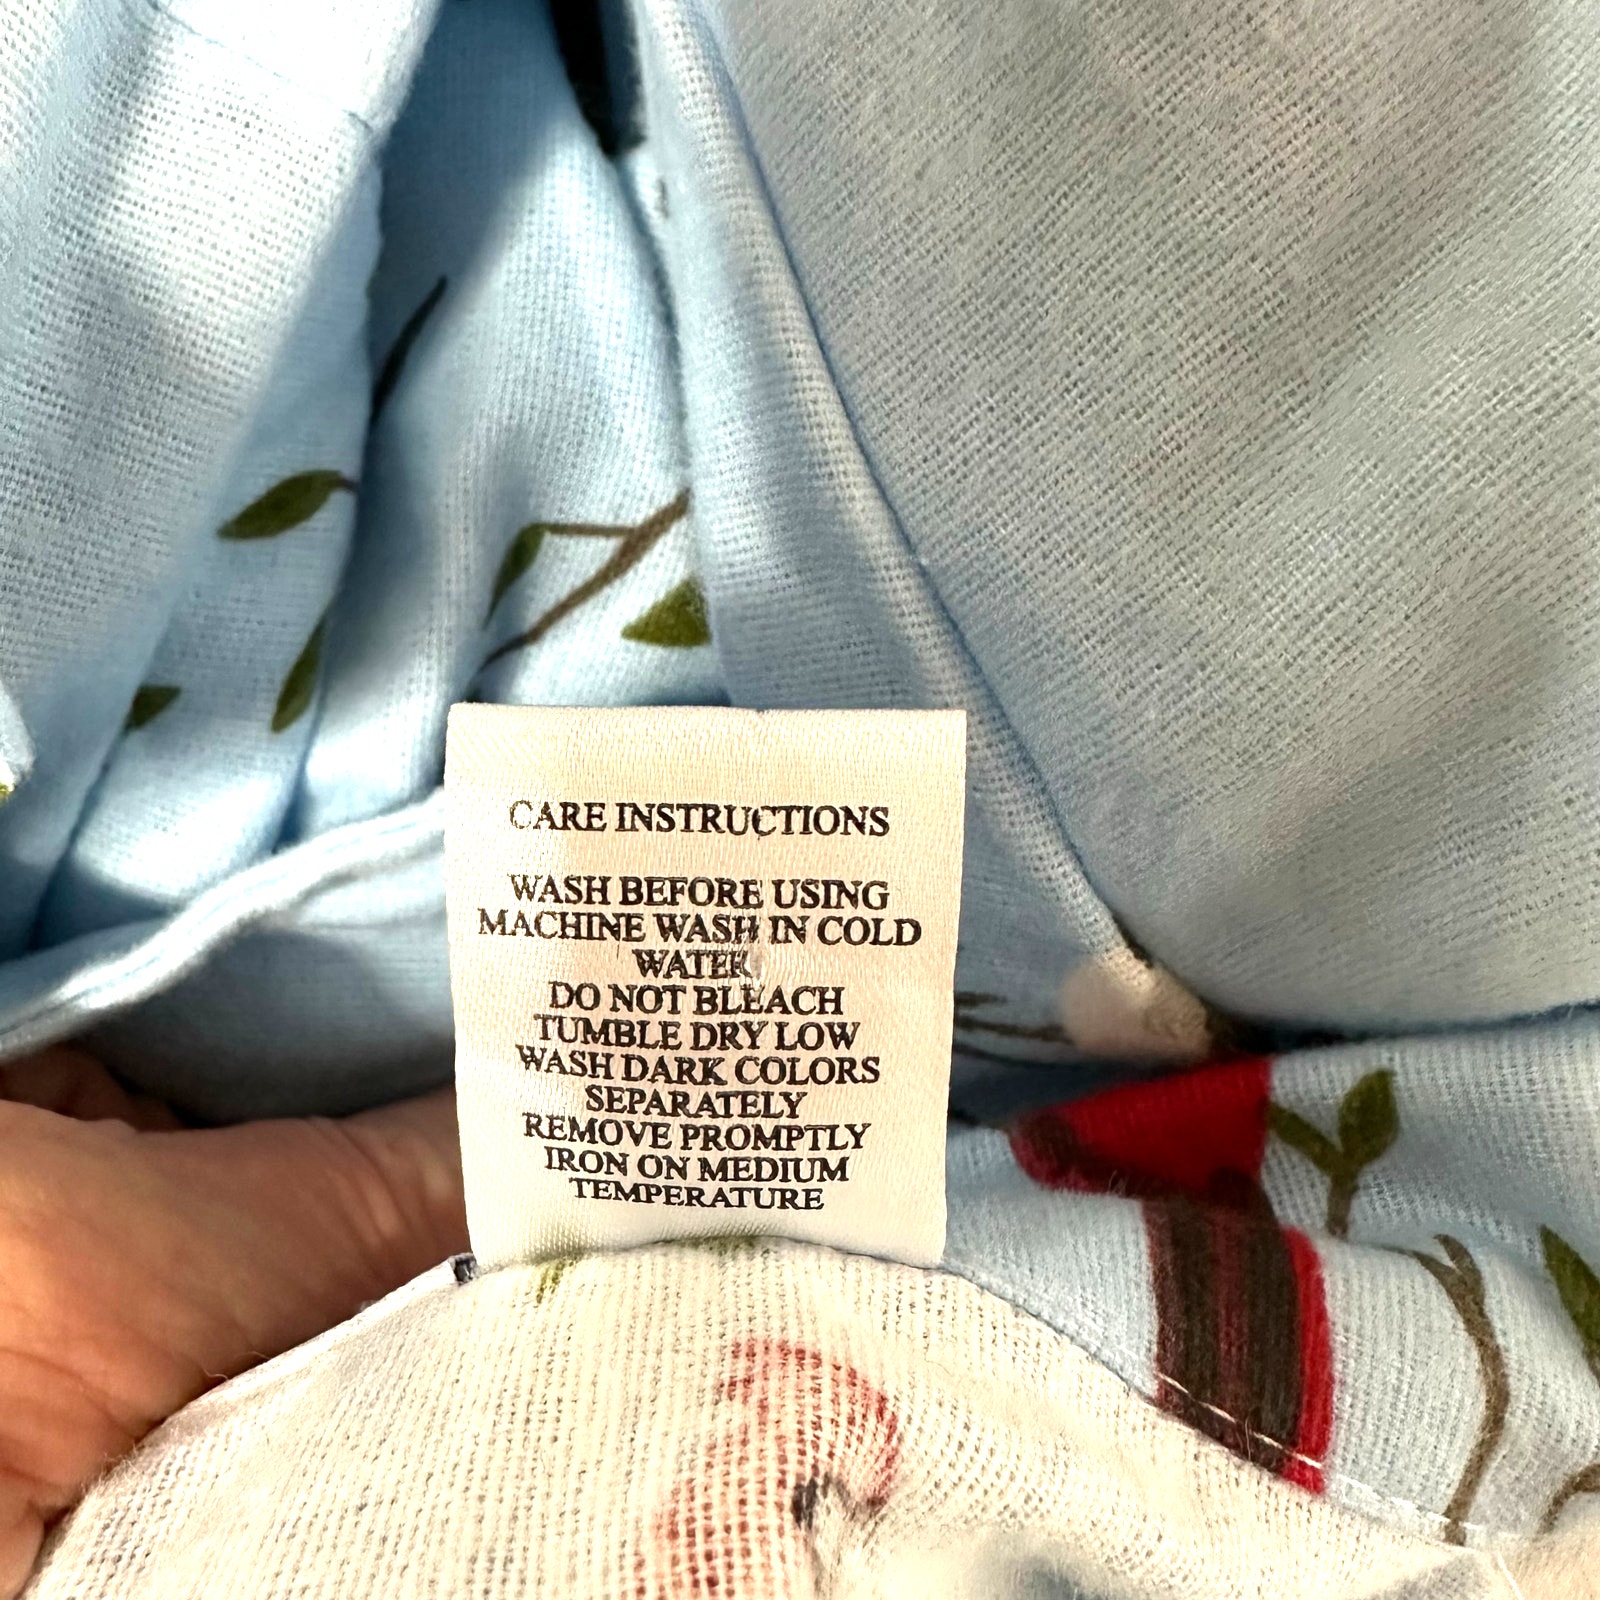 CARE INSTRUCTIONS
WASH BEFORE USING
MACHINE WASH IN COLD
WATER
DO NOT BLEACH
TUMBLE DRY LOW
WASH DARK COLORS
SEPARATELY
REMOVE PROMPTLY
IRON ON MEDIUM
TEMPERATURE